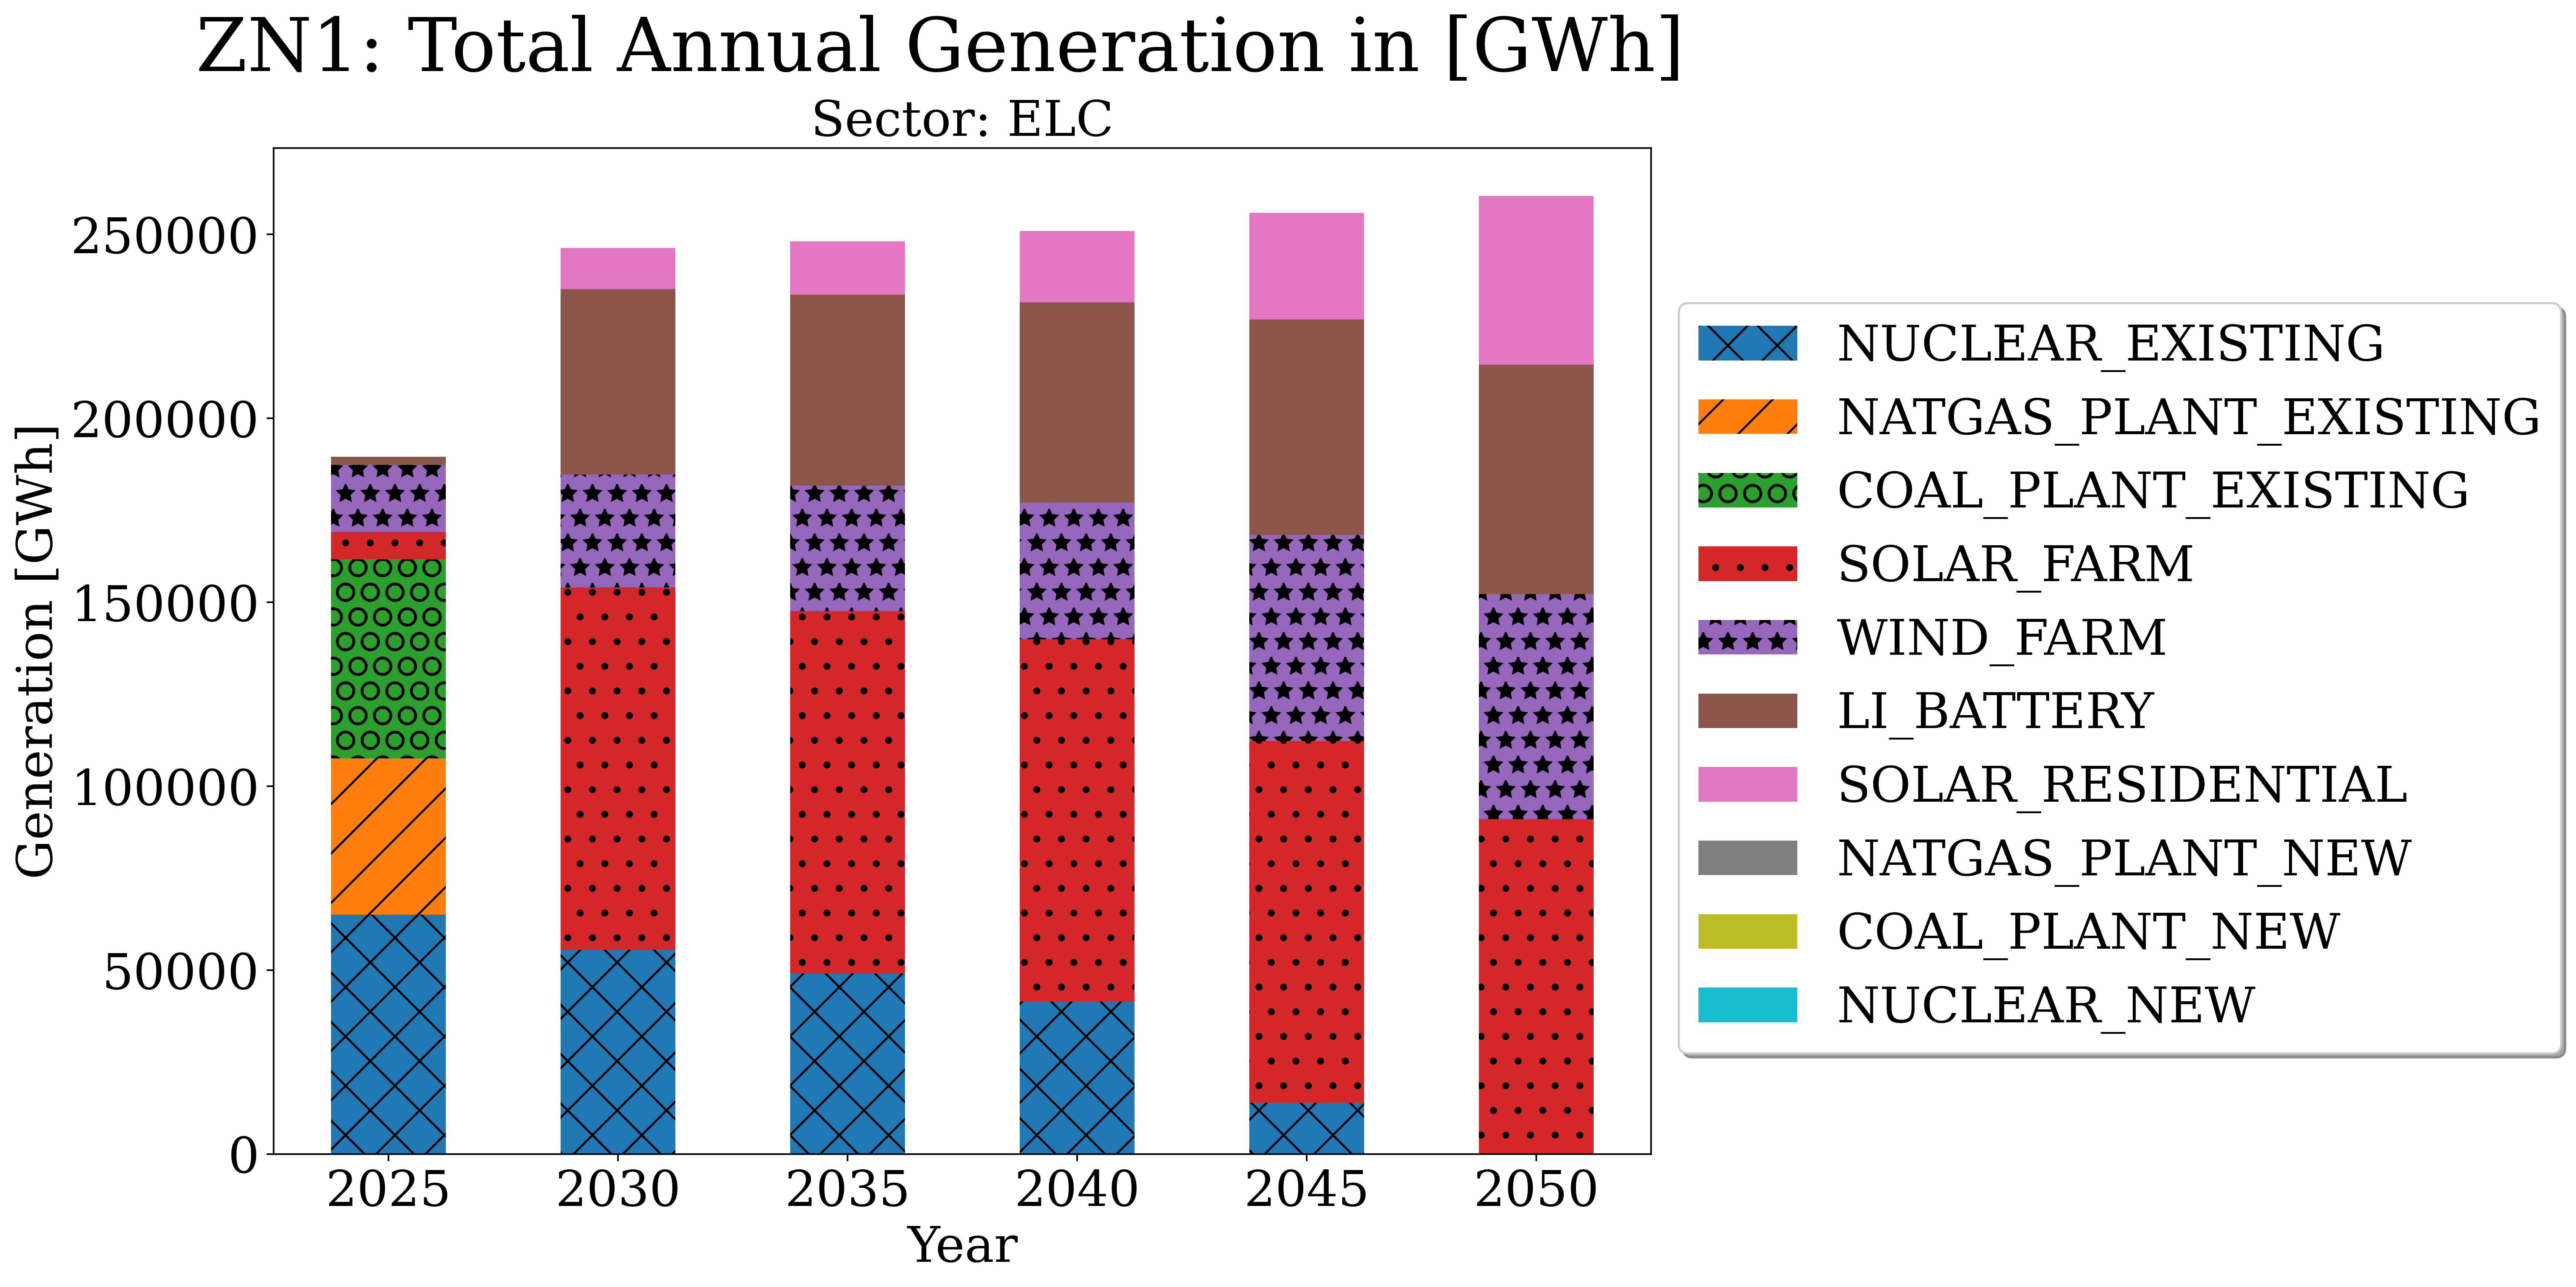 ZN1: Total Annual Generation in [GWh]
Sector: ELC
Generation [GWh]
250000
200000
150000
100000
50000
0
2025 2030 2035 2040 2045 2050
Year
NUCLEAR_EXISTING
NATGAS_PLANT_EXISTING
COAL_PLANT_EXISTING
SOLAR_FARM
WIND_FARM
LI_BATTERY
SOLAR_RESIDENTIAL
NATGAS_PLANT_NEW
COAL_PLANT_NEW
NUCLEAR_NEW